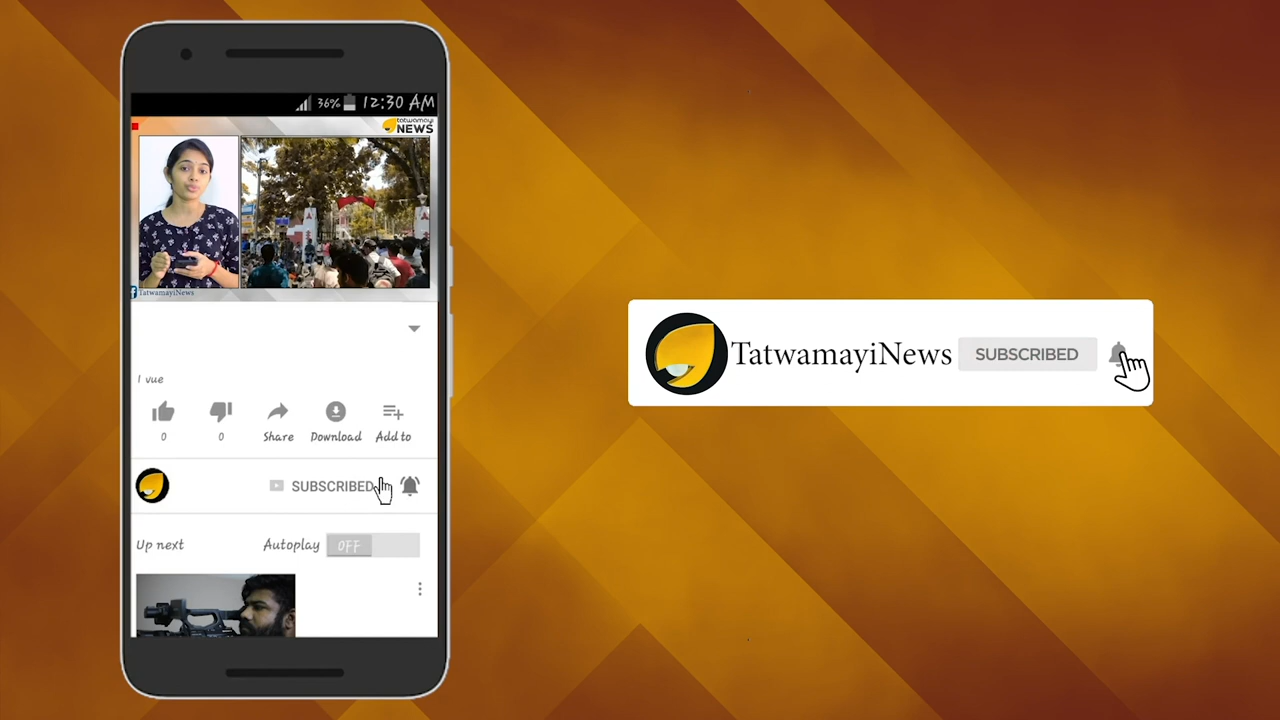 36% 12:30 AM
tatwamayi
NEWS
TatwamayiNews
1 vue
0 0 Share Download Add to
SUBSCRIBED
Up next Autoplay OFF
TatwamayiNews SUBSCRIBED